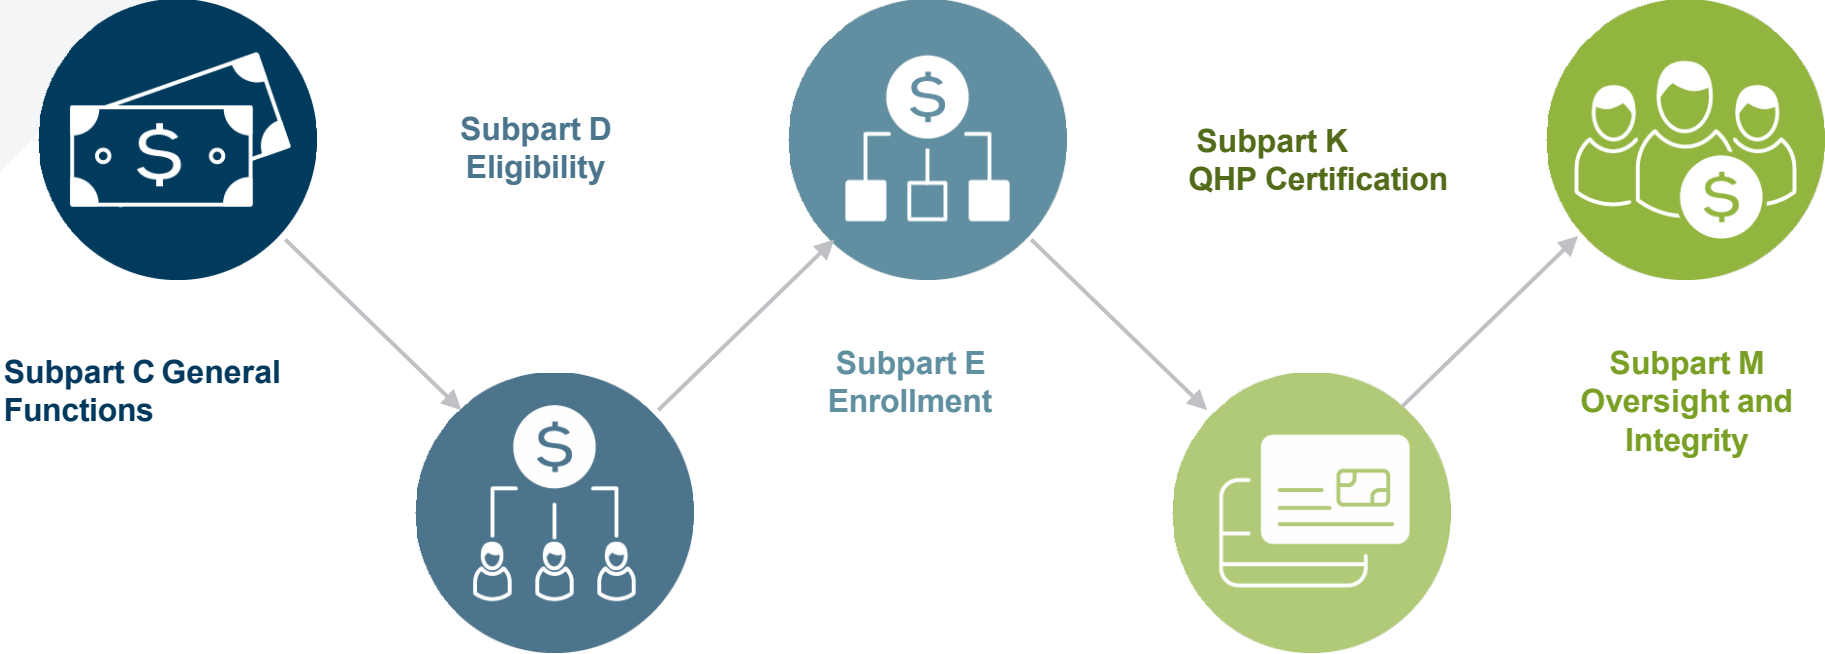 Subpart C General
Functions
Subpart D
Eligibility
Subpart E
Enrollment
Subpart K
QHP Certification
Subpart M
Oversight and
Integrity
$
$
$
$